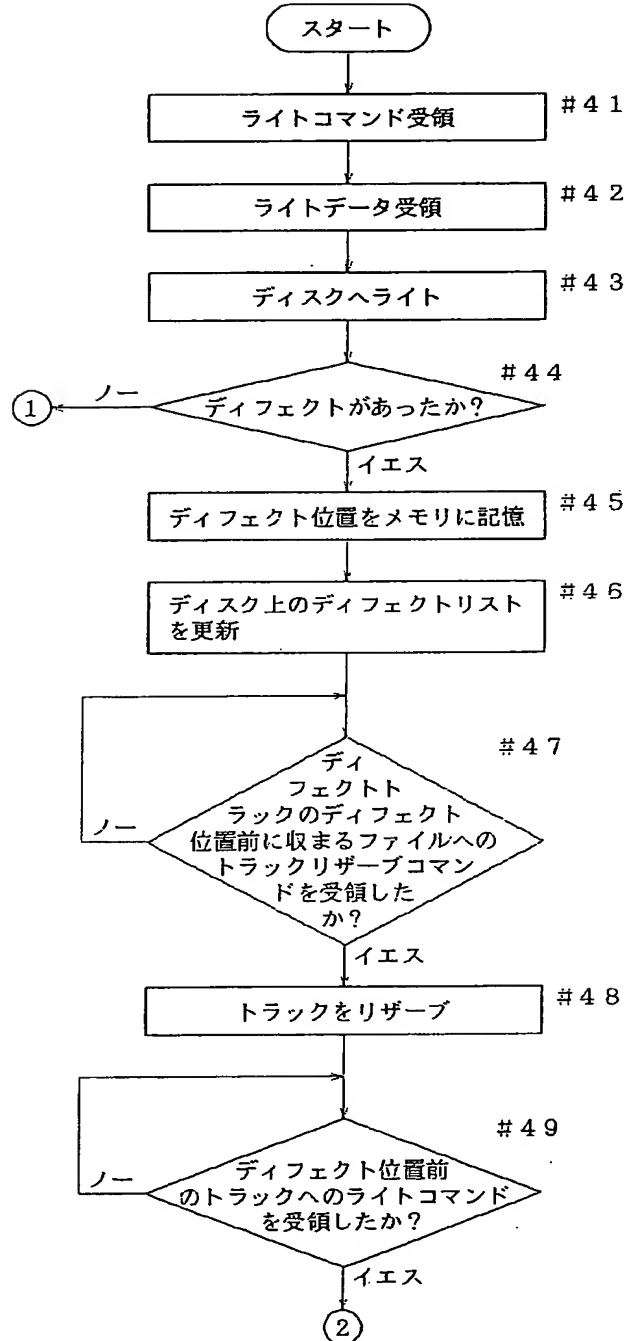 スタート
ライトコマンド受領
#41
ライトデータ受領
#42
ディスクへライト
#43
#44
ディフェクトがあったか?
ノー
①
イエス
ディフェクト位置をメモリに記憶
#45
ディスク上のディフェクトリスト
を更新
#46
#47
ディ
フェクトト
ラックのディフェクト
位置前に収まるファイルへの
トラックリザーブコマン
ドを受領した
か?
ノー
イエス
トラックをリザーブ
#48
#49
ディフェクト位置前
のトラックへのライトコマンド
を受領したか?
ノー
イエス
②